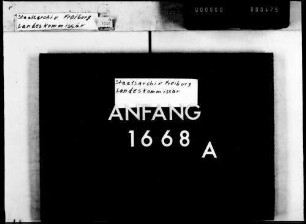 Staatsarchiv Freiburg
Landeskommissär
Staatsarchiv Freiburg
Landeskommissär
ANFANG
1668 A